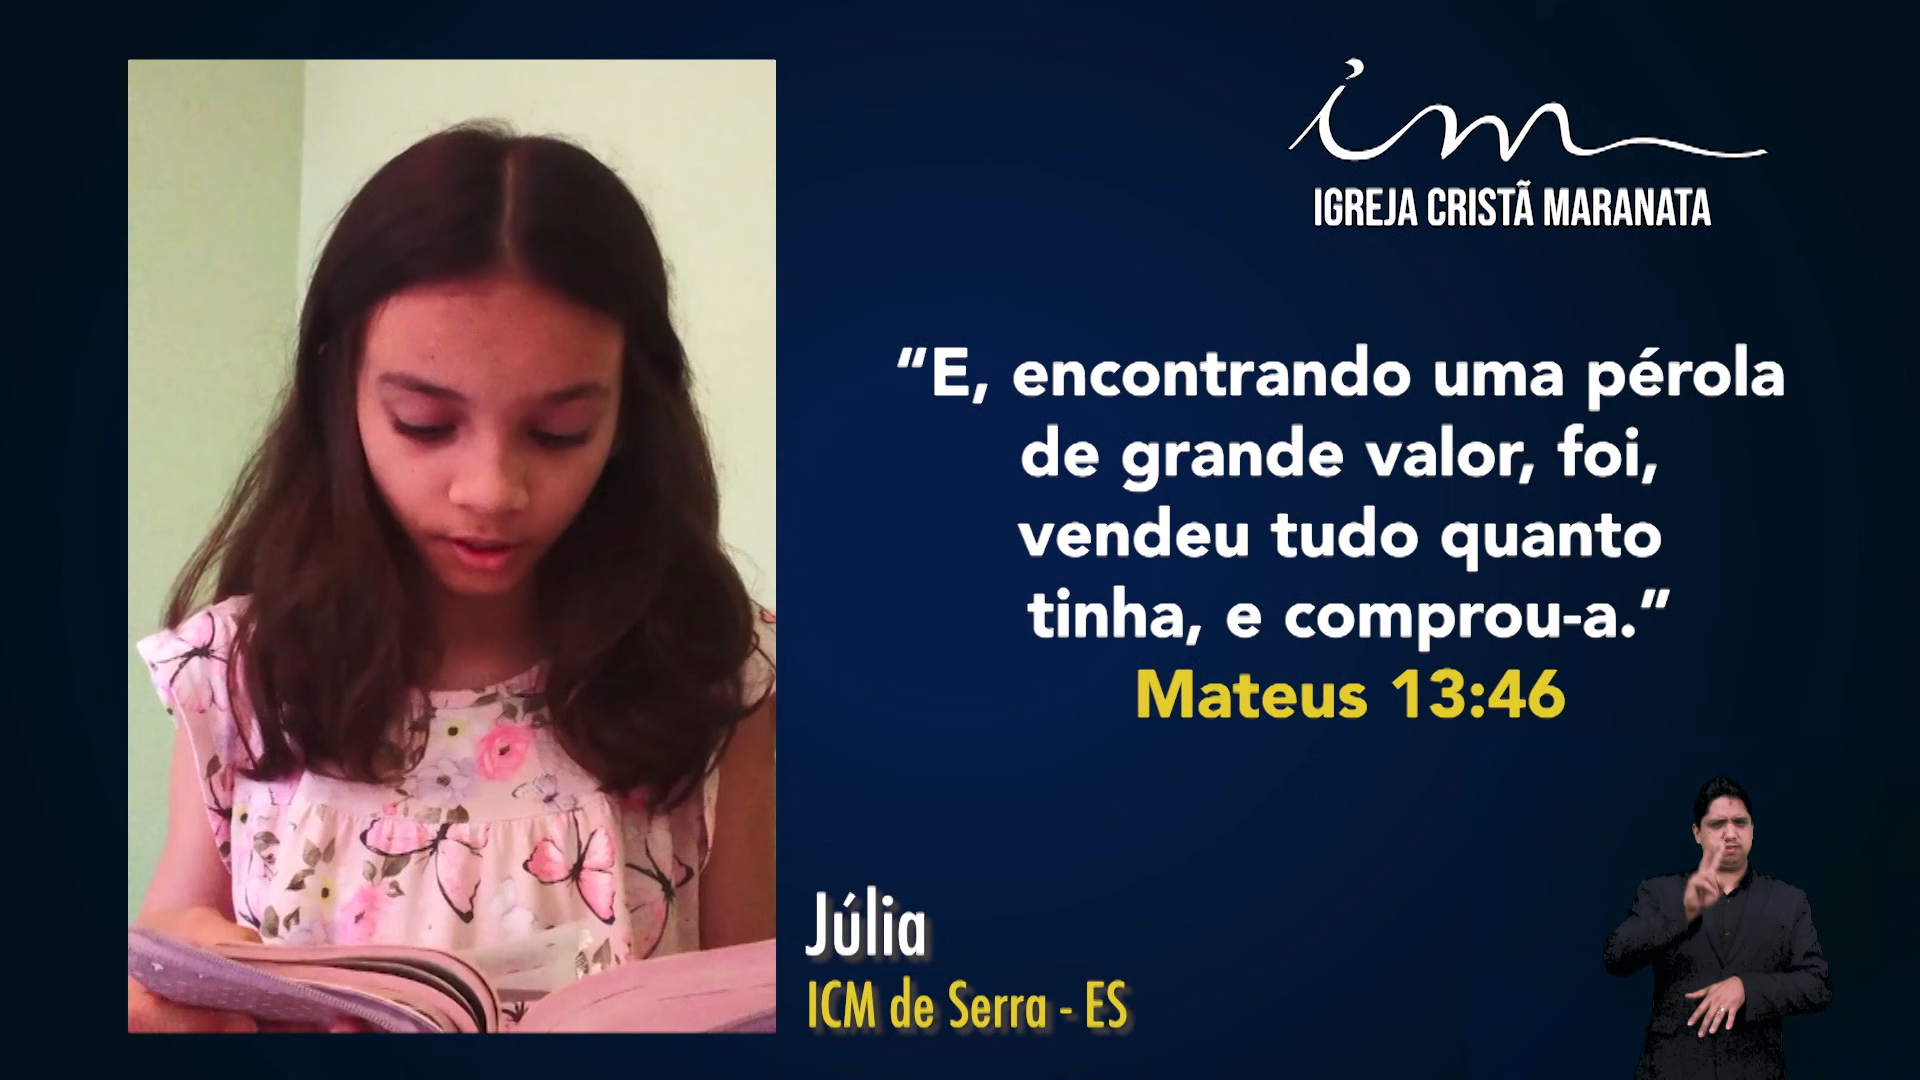 im
IGREJA CRISTÃ MARANATA
“E, encontrando uma pérola
de grande valor, foi,
vendeu tudo quanto
tinha, e comprou-a.”
Mateus 13:46
Júlia
ICM de Serra - ES